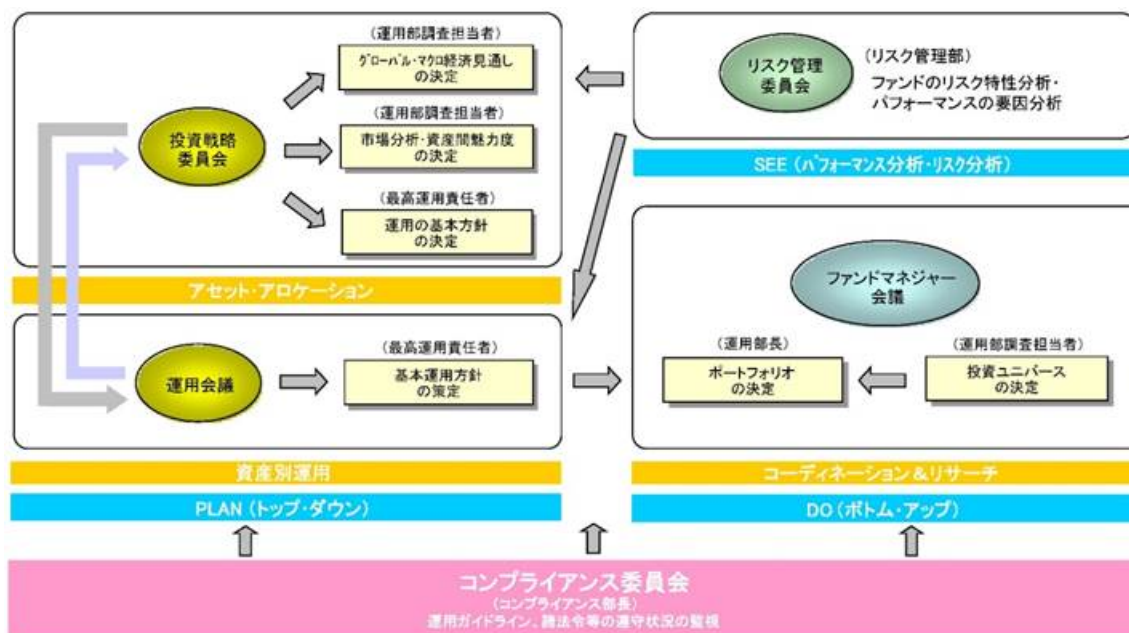 (運用部調査担当者)
グローバル・マクロ経済見通し
の決定
(運用部調査担当者)
市場分析・資産間魅力度
の決定
投資戦略
委員会
(最高運用責任者)
運用の基本方針
の決定
アセット・アロケーション
(最高運用責任者)
運用会議
基本運用方針
の策定
資産別運用
PLAN (トップ・ダウン)
リスク管理
委員会
(リスク管理部)
ファンドのリスク特性分析・
パフォーマンスの要因分析
SEE (パフォーマンス分析・リスク分析)
ファンドマネジャー
会議
(運用部長)
ポートフォリオ
の決定
(運用部調査担当者)
投資ユニバース
の決定
コーディネーション&リサーチ
DO (ボトム・アップ)
コンプライアンス委員会
(コンプライアンス部長)
運用ガイドライン、諸法令等の遵守状況の監視